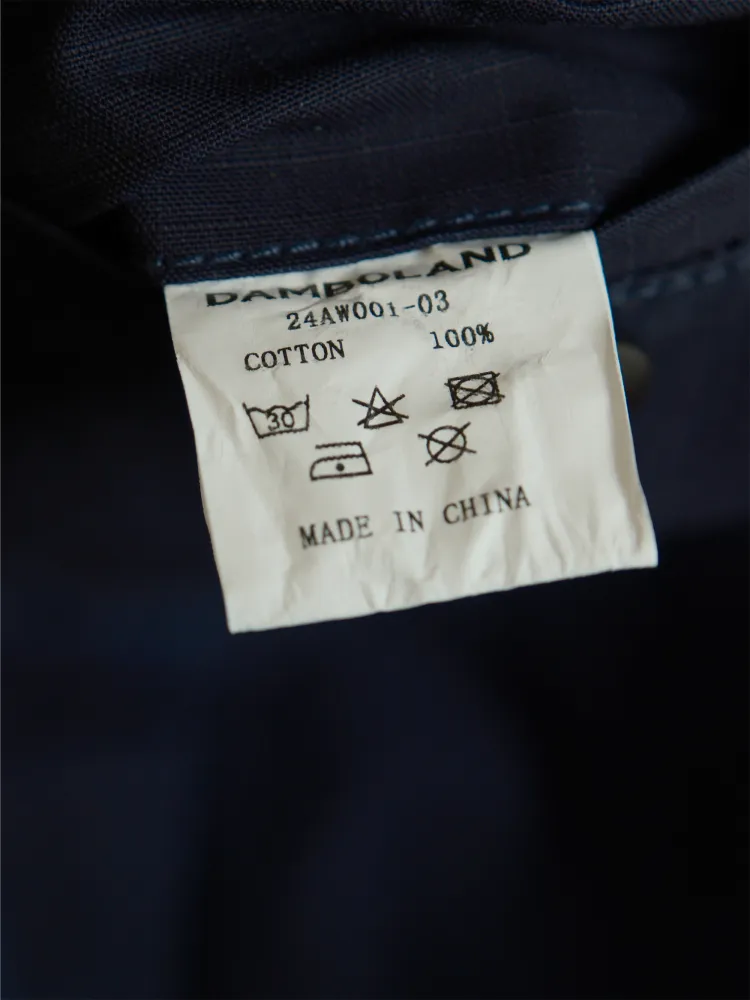 DAMBOLAND
24AW001-03
COTTON 100%
30
MADE IN CHINA